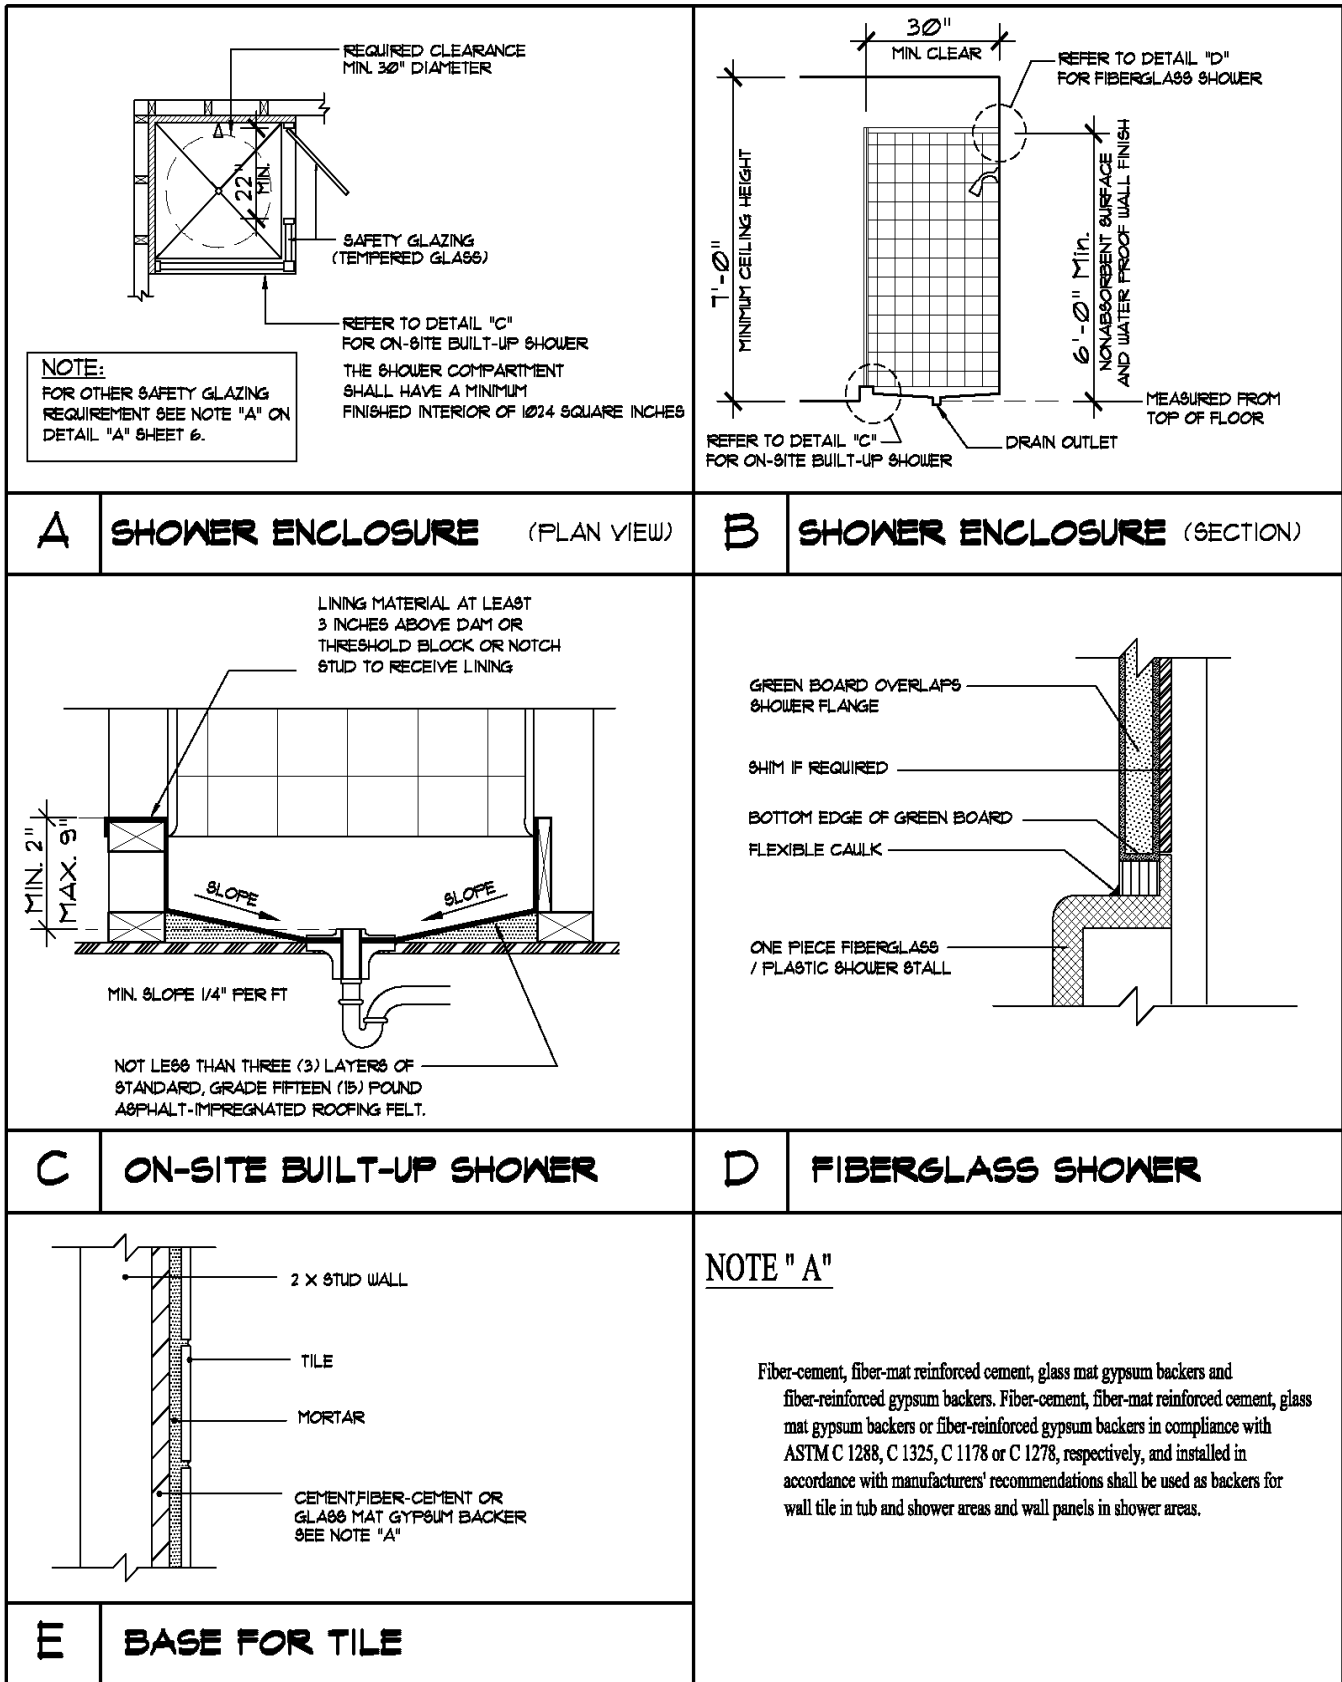 REQUIRED CLEARANCE
MIN. 30" DIAMETER
22" MIN.
SAFETY GLAZING
(TEMPERED GLASS)
REFER TO DETAIL "C"
FOR ON-SITE BUILT-UP SHOWER
THE SHOWER COMPARTMENT
SHALL HAVE A MINIMUM
FINISHED INTERIOR OF 1024 SQUARE INCHES
NOTE:
FOR OTHER SAFETY GLAZING
REQUIREMENT SEE NOTE "A" ON
DETAIL "A" SHEET 6.
A SHOWER ENCLOSURE (PLAN VIEW)
30"
MIN. CLEAR
REFER TO DETAIL "D"
FOR FIBERGLASS SHOWER
7'-0"
MINIMUM CEILING HEIGHT
6'-0" Min.
NONABSORBENT SURFACE
AND WATER PROOF WALL FINISH
MEASURED FROM
TOP OF FLOOR
REFER TO DETAIL "C"
FOR ON-SITE BUILT-UP SHOWER
DRAIN OUTLET
B SHOWER ENCLOSURE (SECTION)
LINING MATERIAL AT LEAST
3 INCHES ABOVE DAM OR
THRESHOLD BLOCK OR NOTCH
STUD TO RECEIVE LINING
MIN. 2"
MAX. 9"
SLOPE
SLOPE
MIN. SLOPE 1/4" PER FT
NOT LESS THAN THREE (3) LAYERS OF
STANDARD, GRADE FIFTEEN (15) POUND
ASPHALT-IMPREGNATED ROOFING FELT.
C ON-SITE BUILT-UP SHOWER
GREEN BOARD OVERLAPS
SHOWER FLANGE
SHIM IF REQUIRED
BOTTOM EDGE OF GREEN BOARD
FLEXIBLE CAULK
ONE PIECE FIBERGLASS
/ PLASTIC SHOWER STALL
D FIBERGLASS SHOWER
2 X STUD WALL
TILE
MORTAR
CEMENT,FIBER-CEMENT OR
GLASS MAT GYPSUM BACKER
SEE NOTE "A"
E BASE FOR TILE
NOTE " A"
Fiber-cement, fiber-mat reinforced cement, glass mat gypsum backers and
fiber-reinforced gypsum backers. Fiber-cement, fiber-mat reinforced cement, glass
mat gypsum backers or fiber-reinforced gypsum backers in compliance with
ASTM C 1288, C 1325, C 1178 or C 1278, respectively, and installed in
accordance with manufacturers' recommendations shall be used as backers for
wall tile in tub and shower areas and wall panels in shower areas.